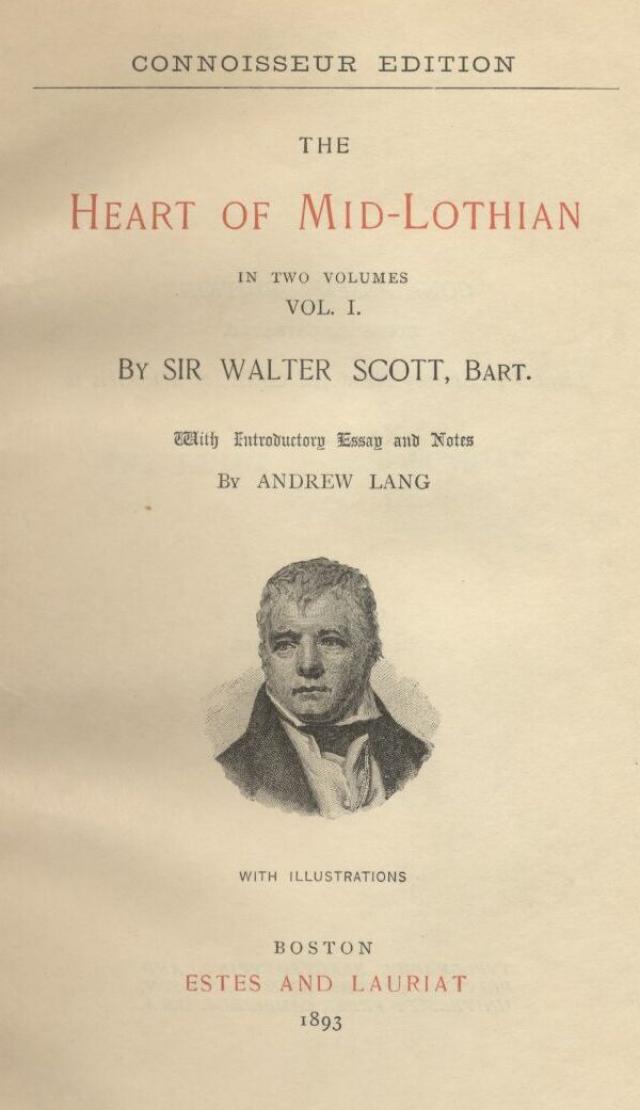 CONNOISSEUR EDITION
THE
HEART OF MID-LOTHIAN
IN TWO VOLUMES
VOL. I.
BY SIR WALTER SCOTT, BART.
With Introductory Essay and Notes
BY ANDREW LANG
WITH ILLUSTRATIONS
BOSTON
ESTES AND LAURIAT
1893